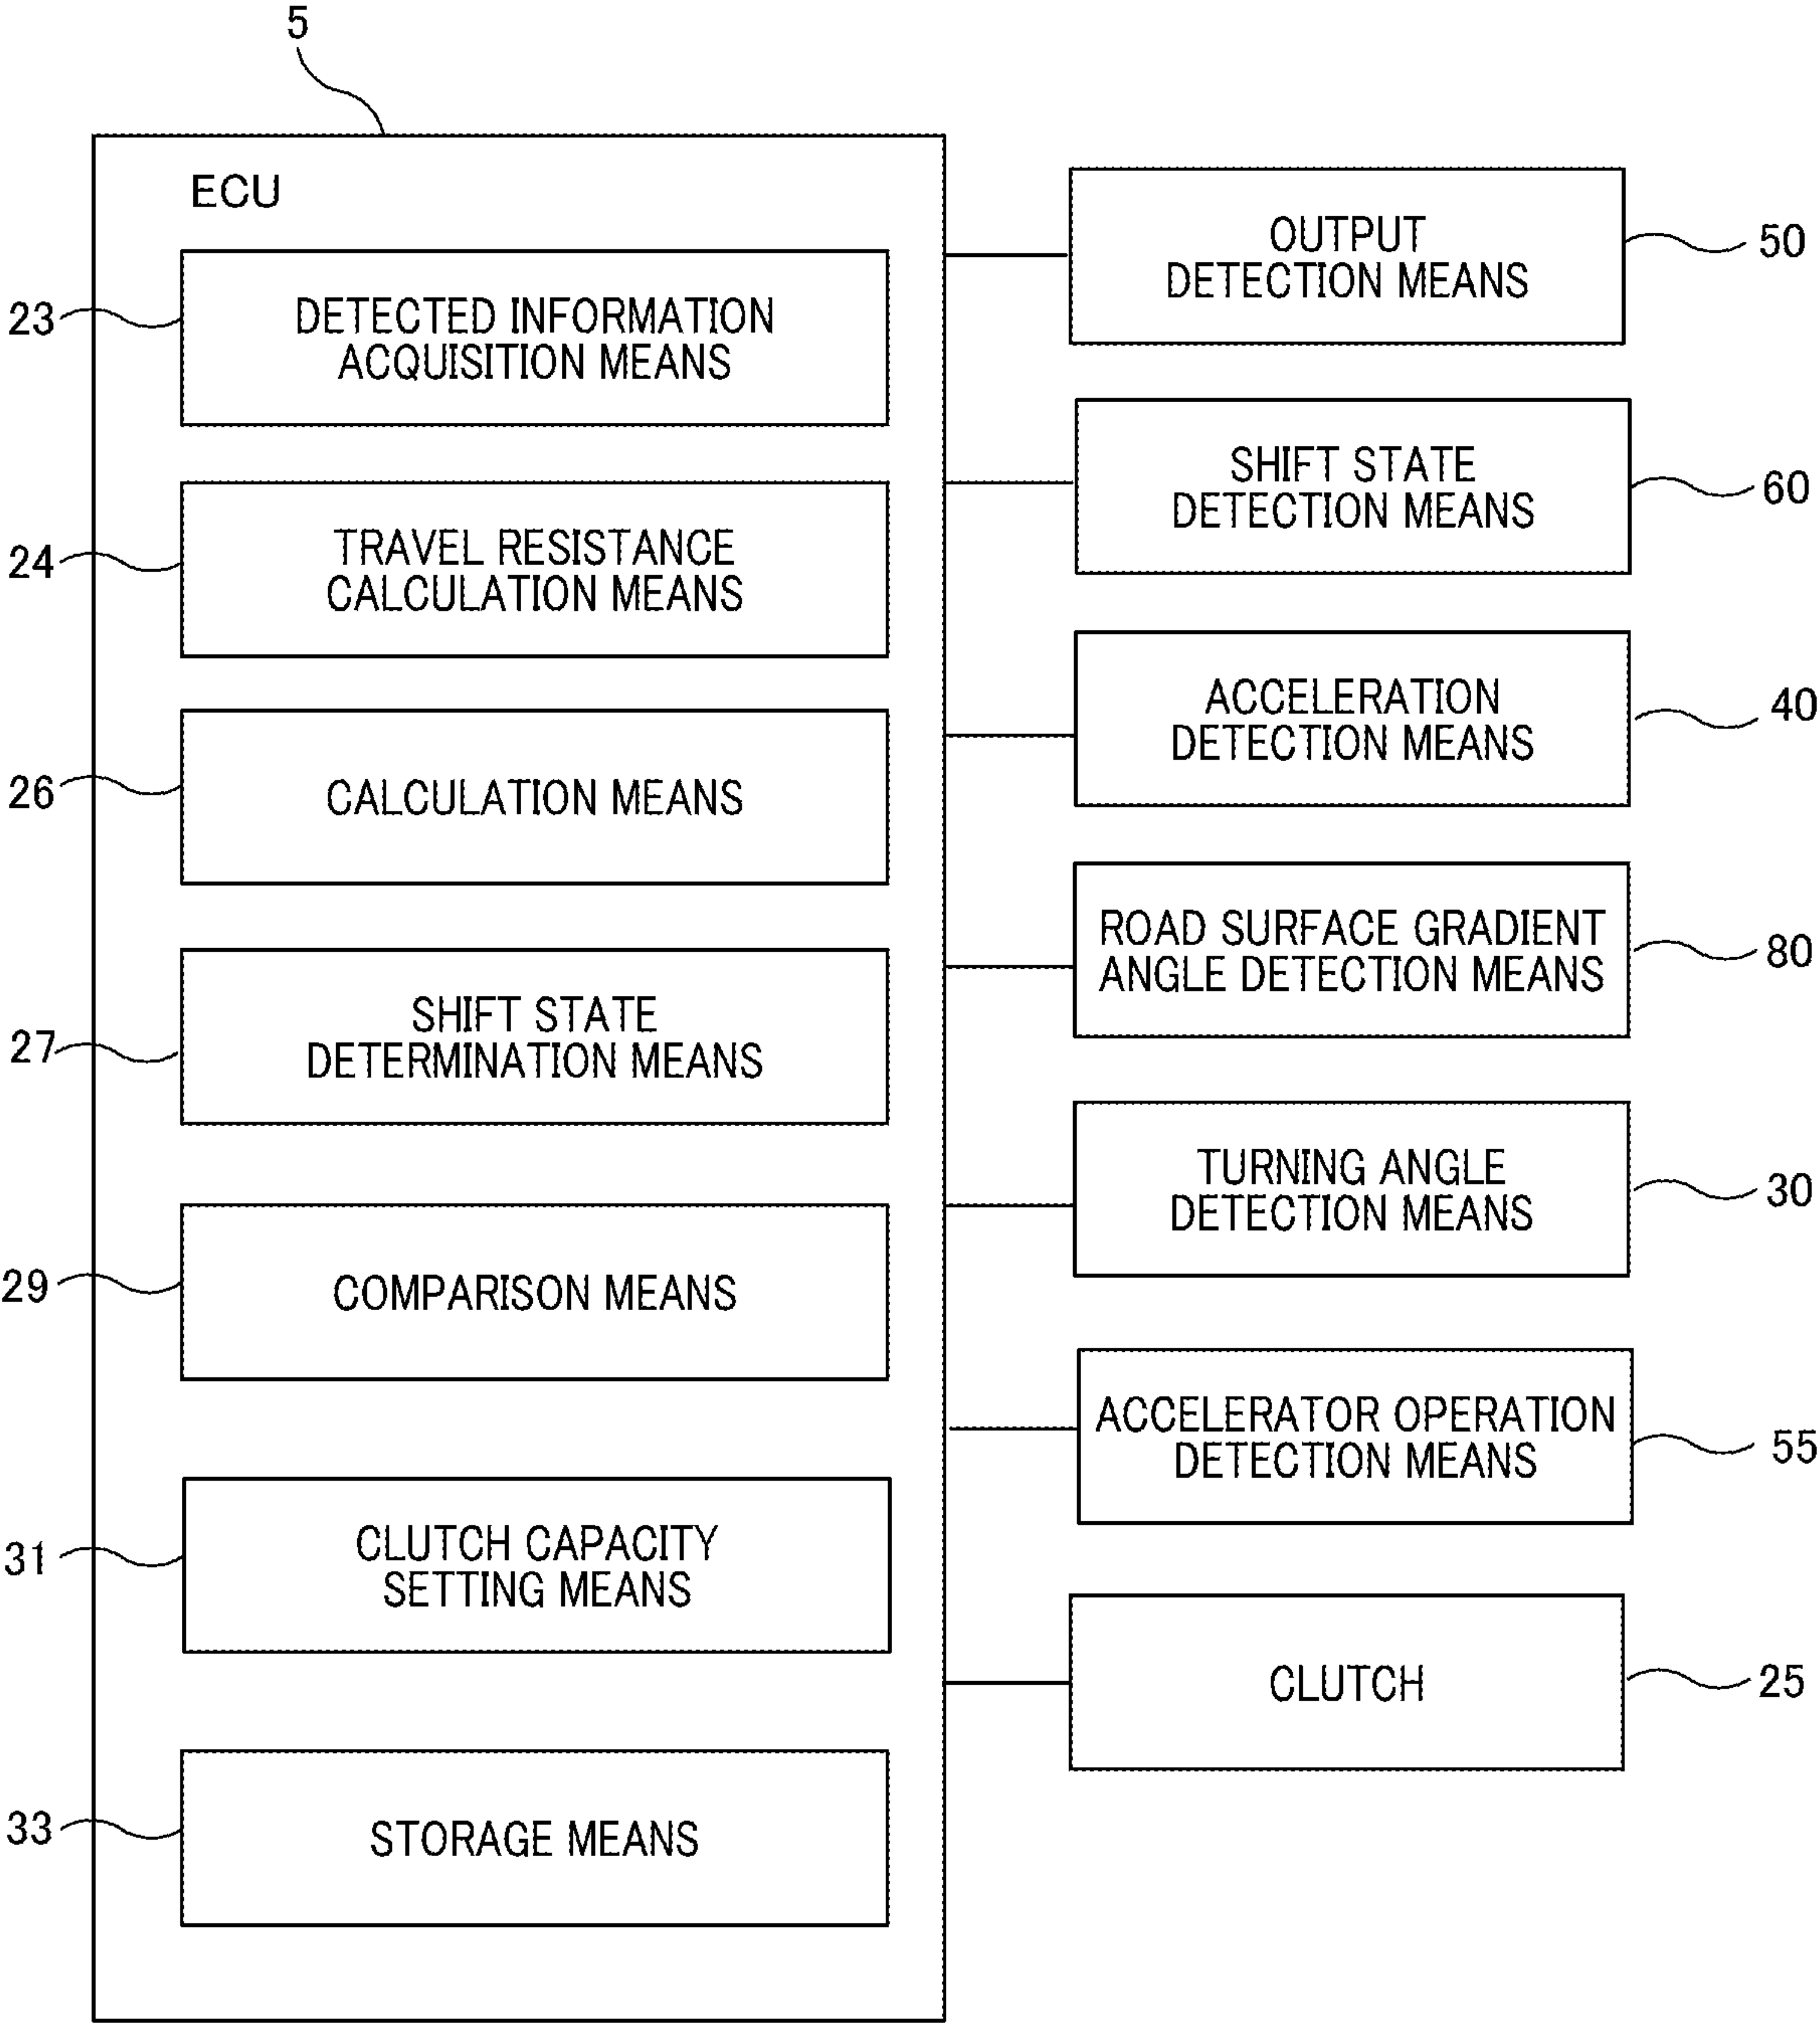 5
ECU
23
DETECTED INFORMATION
ACQUISITION MEANS
24
TRAVEL RESISTANCE
CALCULATION MEANS
26
CALCULATION MEANS
27
SHIFT STATE
DETERMINATION MEANS
29
COMPARISON MEANS
31
CLUTCH CAPACITY
SETTING MEANS
33
STORAGE MEANS
OUTPUT
DETECTION MEANS
50
SHIFT STATE
DETECTION MEANS
60
ACCELERATION
DETECTION MEANS
40
ROAD SURFACE GRADIENT
ANGLE DETECTION MEANS
80
TURNING ANGLE
DETECTION MEANS
30
ACCELERATOR OPERATION
DETECTION MEANS
55
CLUTCH
25